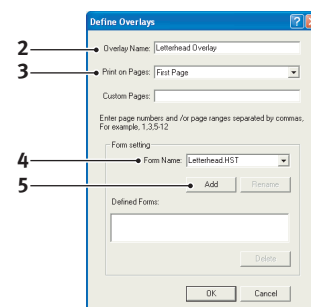 Define Overlays
2 Overlay Name: Letterhead Overlay
3 Print on Pages: First Page
Custom Pages:
Enter page numbers and /or page ranges separated by commas,
For example, 1,3,5-12
Form setting
4 Form Name: Letterhead.HST
5 Add Rename
Defined Forms:
Delete
OK Cancel